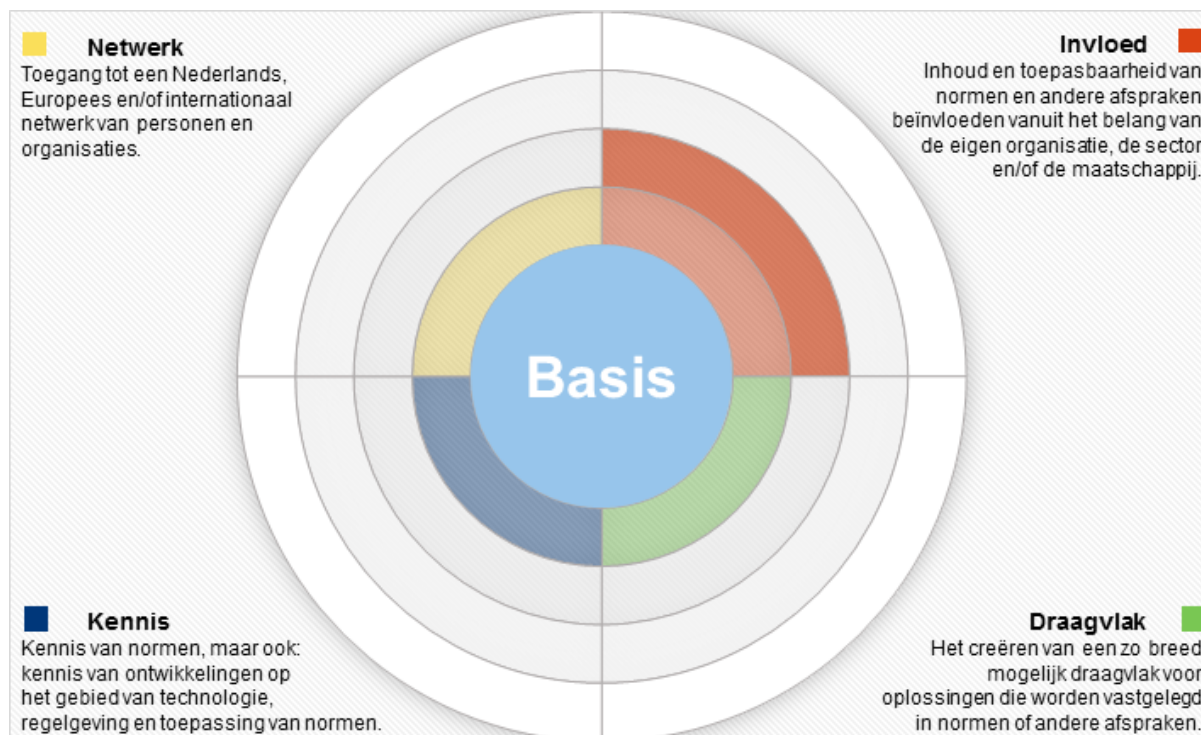 Netwerk
Toegang tot een Nederlands,
Europees en/of internationaal
netwerk van personen en
organisaties.
Invloed
Inhoud en toepasbaarheid van
normen en andere afspraken
beïnvloeden vanuit het belang van
de eigen organisatie, de sector
en/of de maatschappij.
Basis
Kennis
Kennis van normen, maar ook:
kennis van ontwikkelingen op
het gebied van technologie,
regelgeving en toepassing van normen.
Draagvlak
Het creëren van een zo breed
mogelijk draagvlak voor
oplossingen die worden vastgelegd
in normen of andere afspraken.